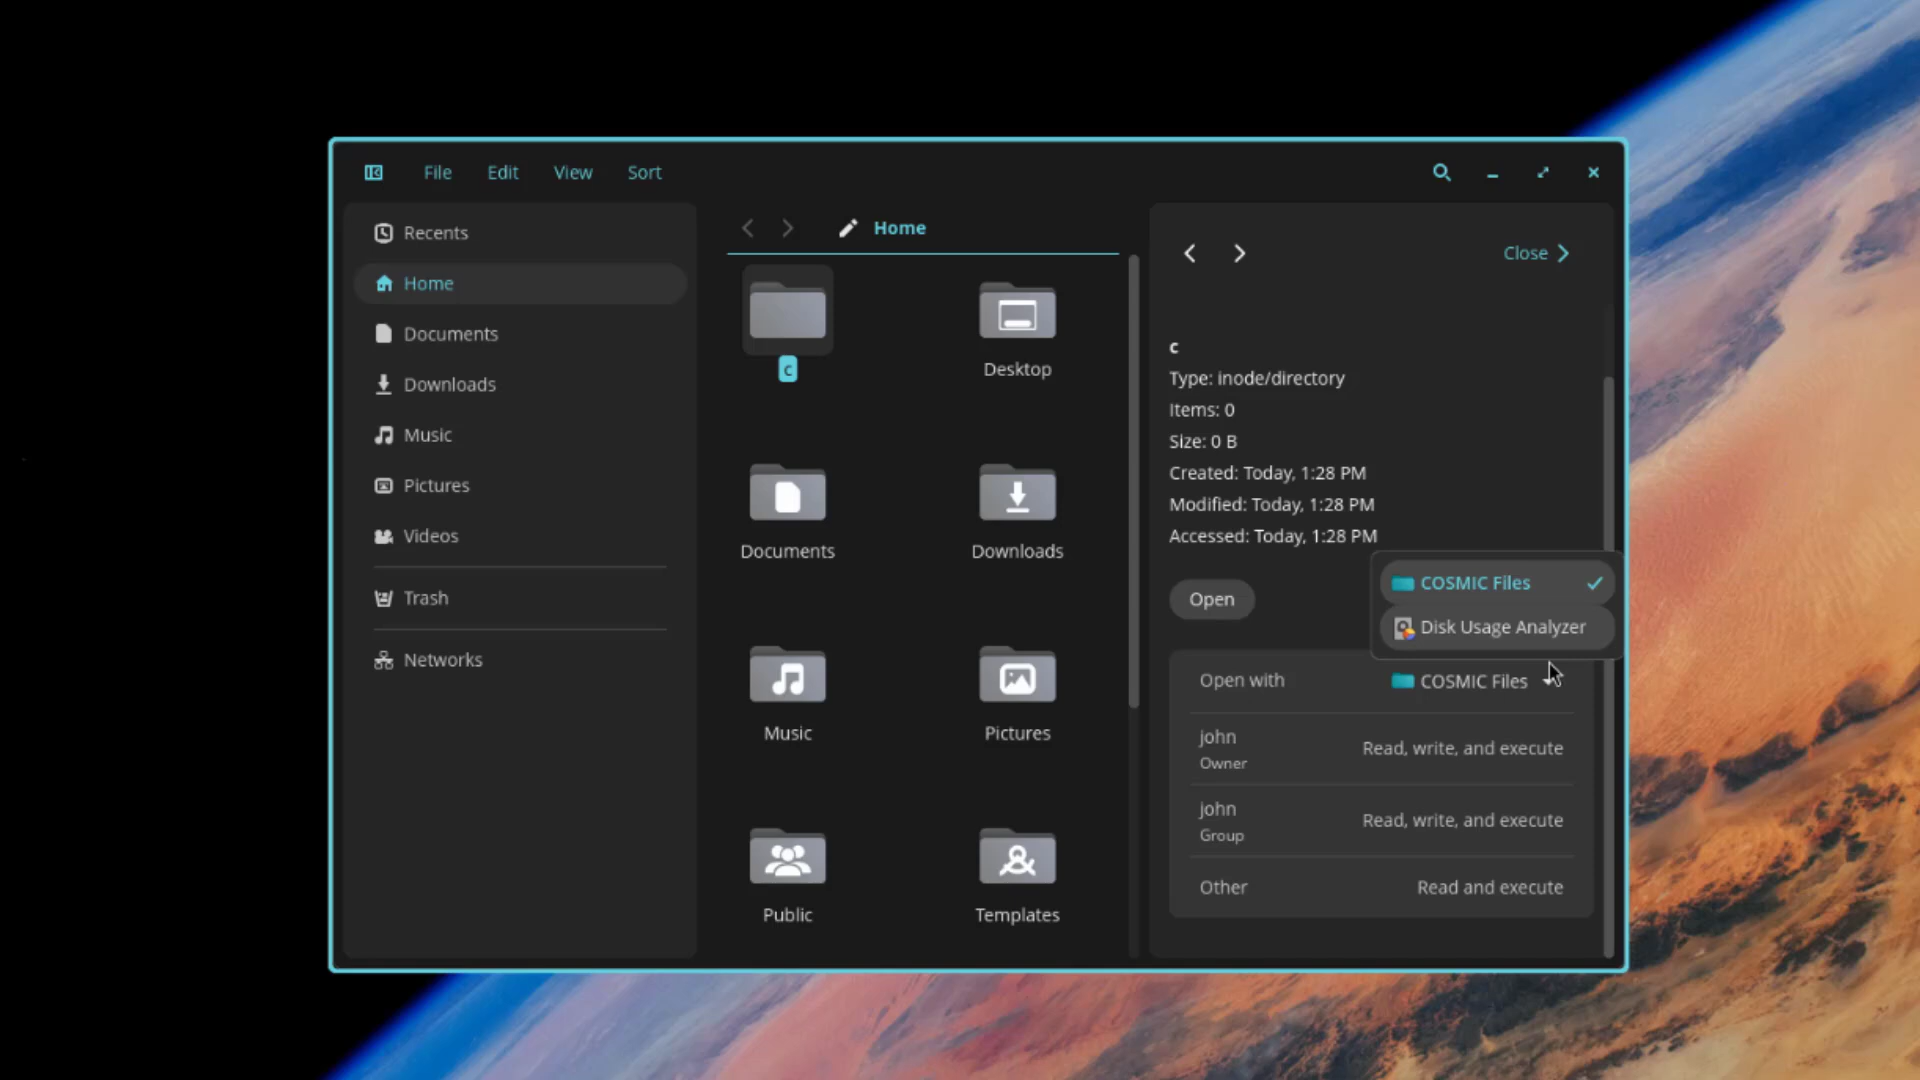 File Edit View Sort
Recents
Home
Documents
Downloads
Music
Pictures
Videos
Trash
Networks
Home
c
Desktop
Documents
Downloads
Music
Pictures
Public
Templates
Close
c
Type: inode/directory
Items: 0
Size: 0 B
Created: Today, 1:28 PM
Modified: Today, 1:28 PM
Accessed: Today, 1:28 PM
COSMIC Files
Open
Disk Usage Analyzer
Open with COSMIC Files
john
Owner
Read, write, and execute
john
Group
Read, write, and execute
Other Read and execute